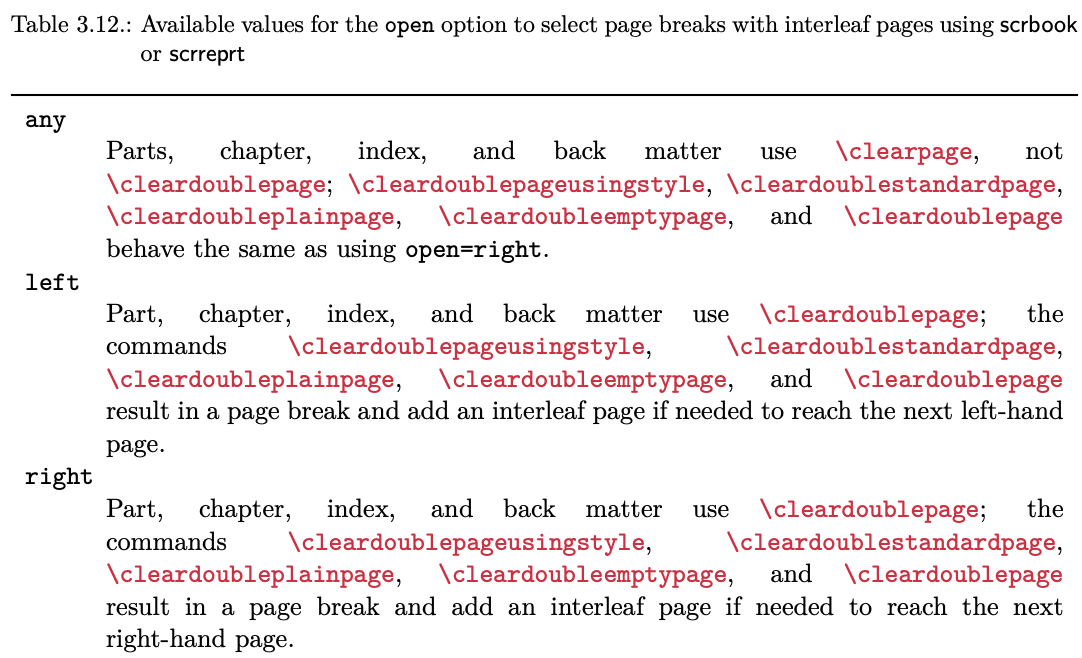 Table 3.12.: Available values for the open option to select page breaks with interleaf pages using scrbook
or scrreprt
any
Parts, chapter, index, and back matter use \clearpage, not
\cleardoublepage; \cleardoublepageusingstyle, \cleardoublestandardpage,
\cleardoubleplainpage, \cleardoubleemptypage, and \cleardoublepage
behave the same as using open=right.
left
Part, chapter, index, and back matter use \cleardoublepage; the
commands \cleardoublepageusingstyle, \cleardoublestandardpage,
\cleardoubleplainpage, \cleardoubleemptypage, and \cleardoublepage
result in a page break and add an interleaf page if needed to reach the next left-hand
page.
right
Part, chapter, index, and back matter use \cleardoublepage; the
commands \cleardoublepageusingstyle, \cleardoublestandardpage,
\cleardoubleplainpage, \cleardoubleemptypage, and \cleardoublepage
result in a page break and add an interleaf page if needed to reach the next
right-hand page.